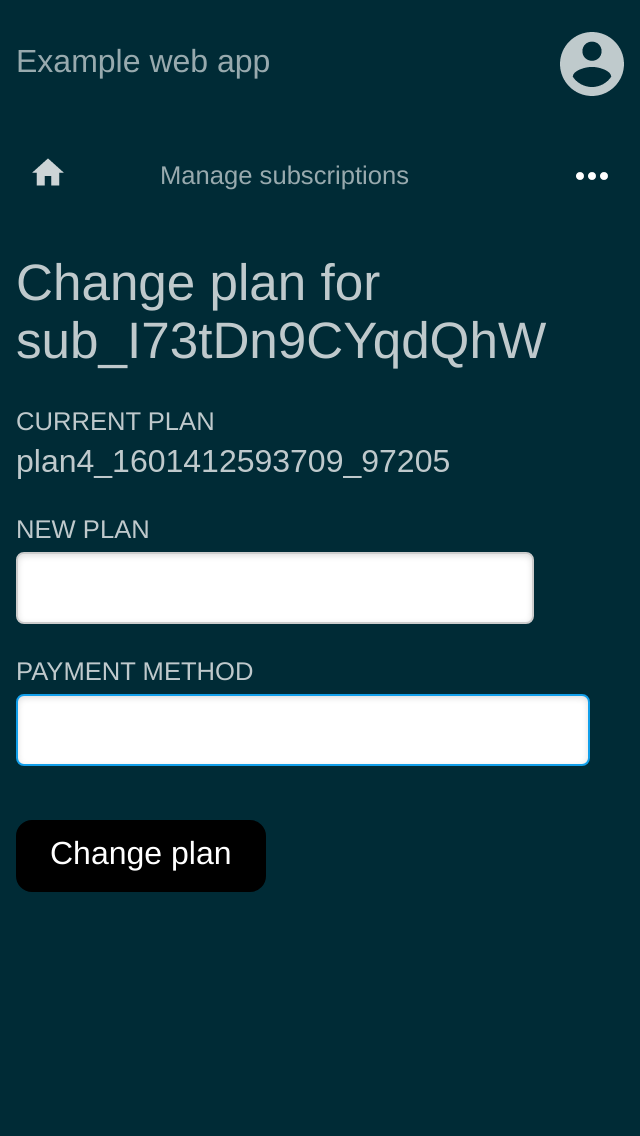 Example web app
Manage subscriptions
Change plan for
sub_I73tDn9CYqdQhW
CURRENT PLAN
plan4_1601412593709_97205
NEW PLAN
PAYMENT METHOD
Change plan